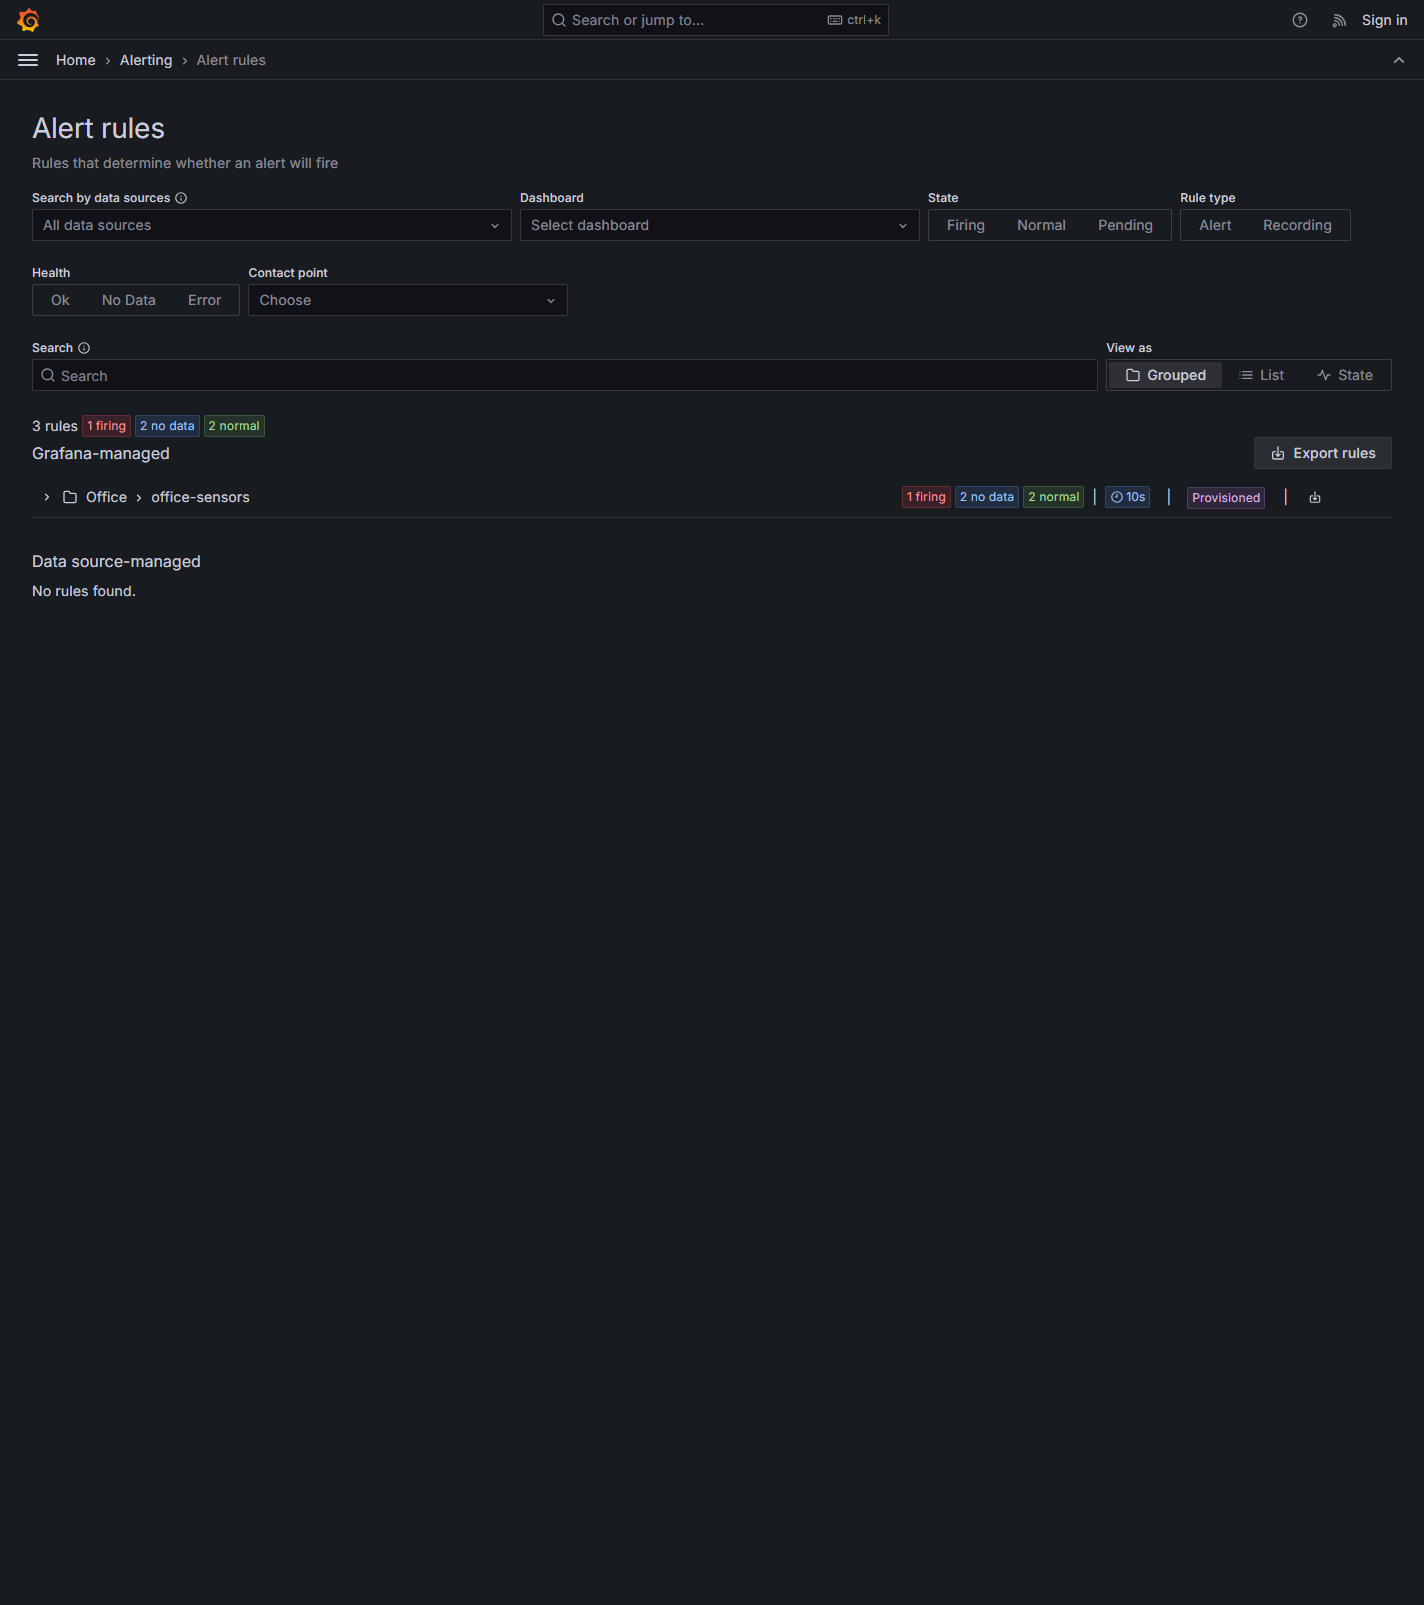 Search or jump to... ctrl+k Sign in
Home › Alerting › Alert rules
Alert rules
Rules that determine whether an alert will fire
Search by data sources Dashboard State Rule type
All data sources Select dashboard Firing Normal Pending Alert Recording
Health Contact point
Ok No Data Error Choose
Search View as
Search Grouped List State
3 rules 1 firing 2 no data 2 normal
Grafana-managed Export rules
Office › office-sensors 1 firing 2 no data 2 normal | 10s | Provisioned |
Data source-managed
No rules found.